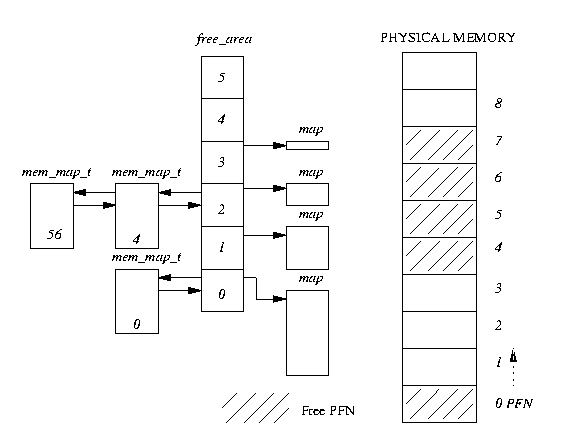 free_area
PHYSICAL MEMORY
5
4
3
2
1
0
map
map
map
map
mem_map_t
mem_map_t
56
4
mem_map_t
0
8
7
6
5
4
3
2
1
0 PFN
Free PFN